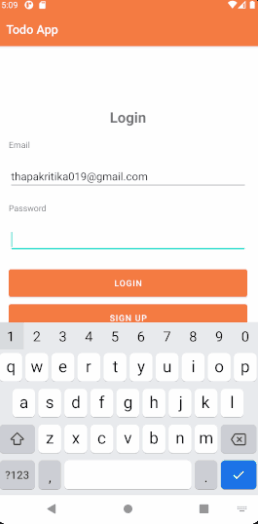 5:09
Todo App
Login
Email
thapakritika019@gmail.com
Password
LOGIN
SIGN UP
1 2 3 4 5 6 7 8 9 0
q w e r t y u i o p
a s d f g h j k l
z x c v b n m
?123 , .